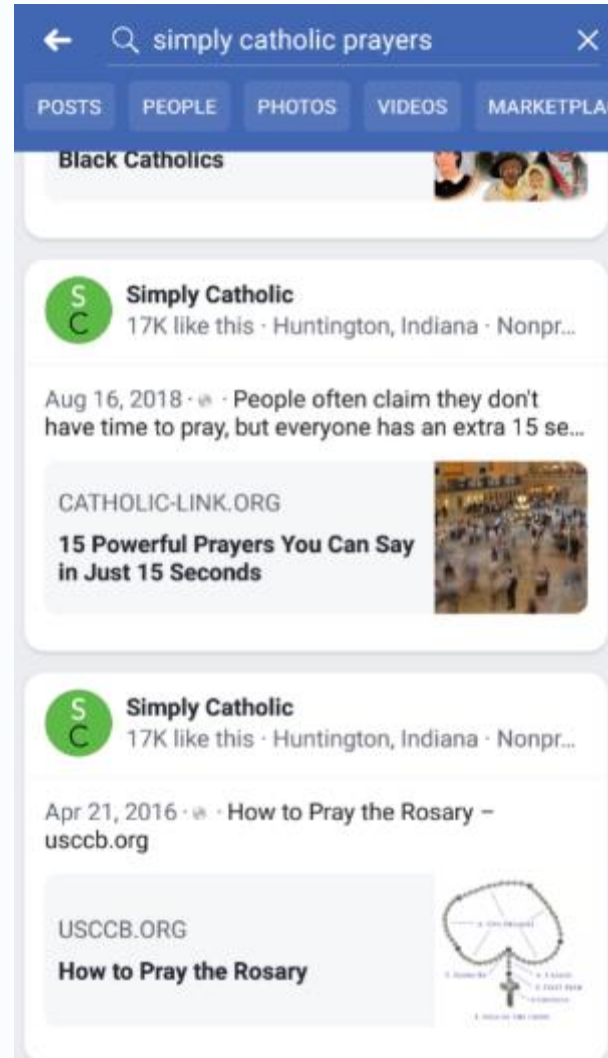 simply catholic prayers
POSTS PEOPLE PHOTOS VIDEOS MARKETPLA
Black Catholics
S
C
Simply Catholic
17K like this · Huntington, Indiana · Nonpr...
Aug 16, 2018 · · People often claim they don't
have time to pray, but everyone has an extra 15 se...
CATHOLIC-LINK.ORG
15 Powerful Prayers You Can Say
in Just 15 Seconds
S
C
Simply Catholic
17K like this · Huntington, Indiana · Nonpr...
Apr 21, 2016 · · How to Pray the Rosary –
usccb.org
USCCB.ORG
How to Pray the Rosary